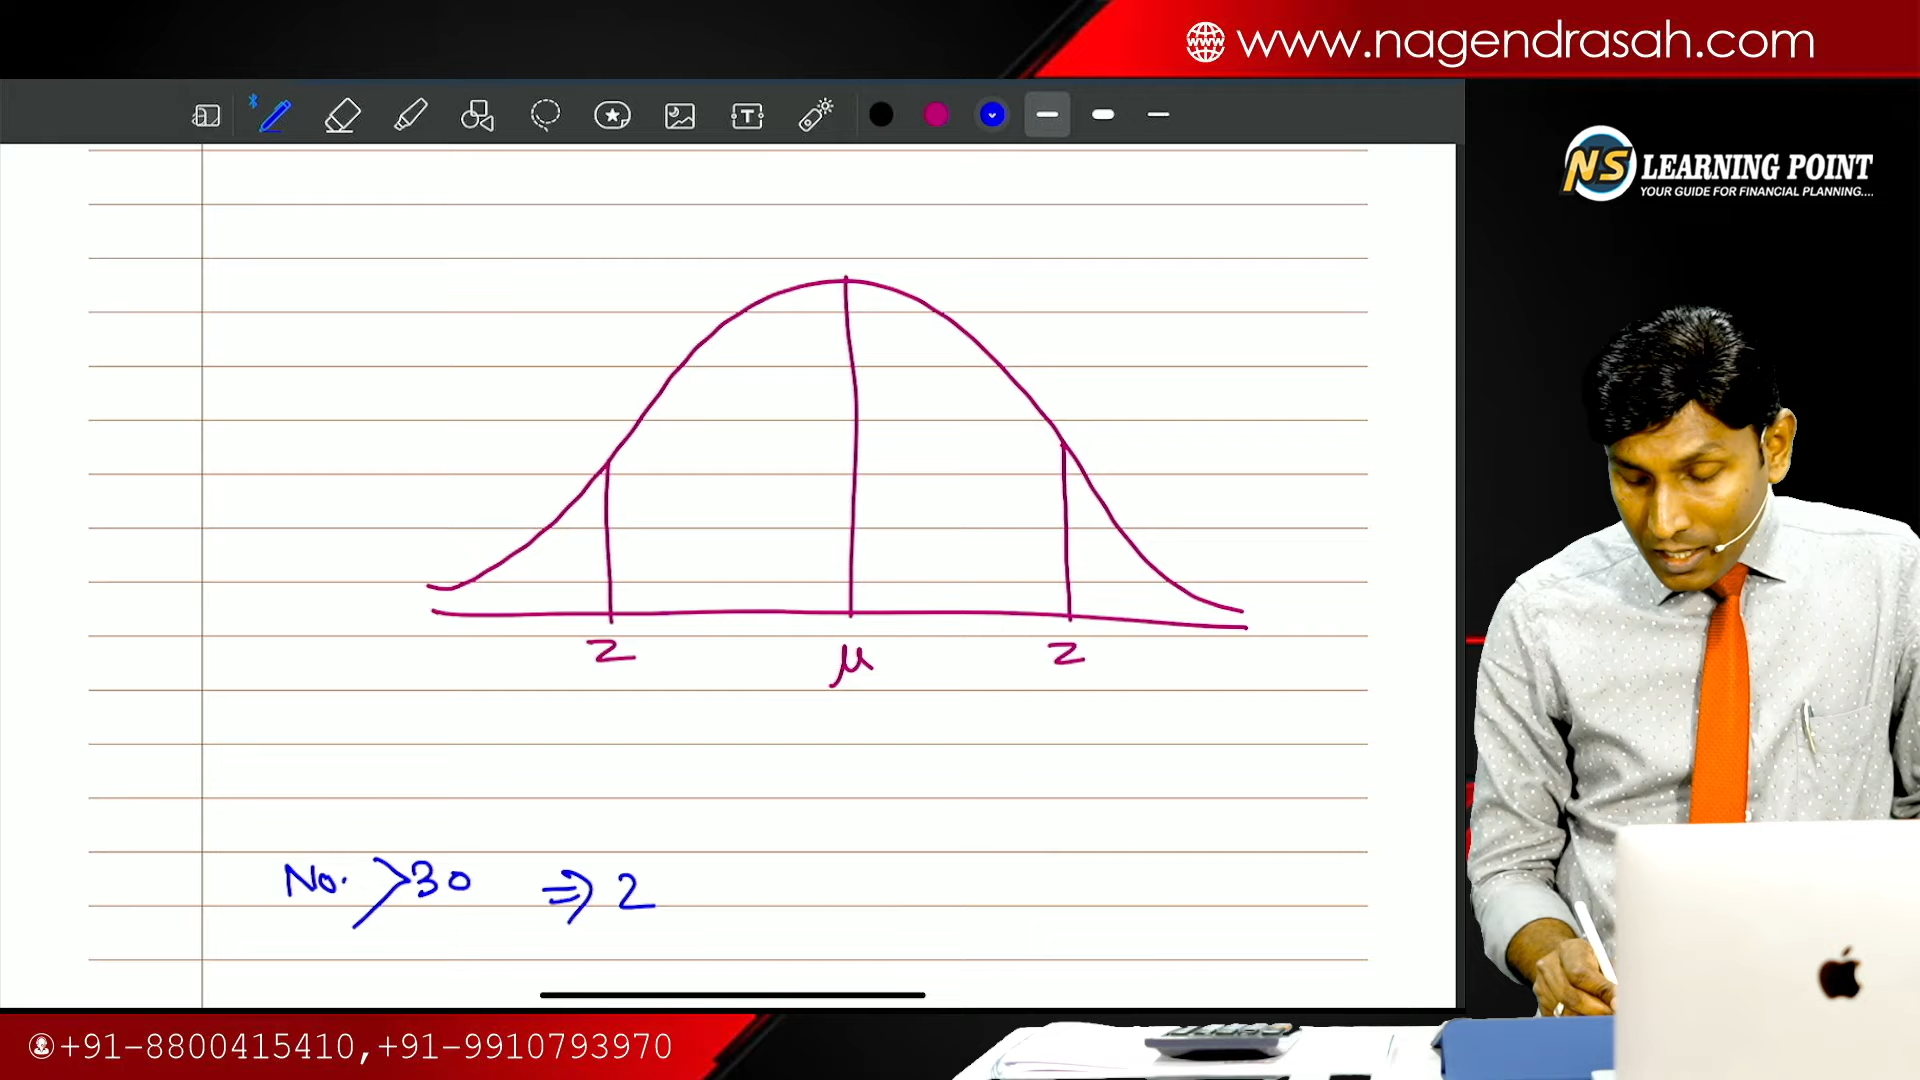 www.nagendrasah.com
NS LEARNING POINT
YOUR GUIDE FOR FINANCIAL PLANNING....
z μ z
No. >30 ⇒ z
+91-8800415410,+91-9910793970